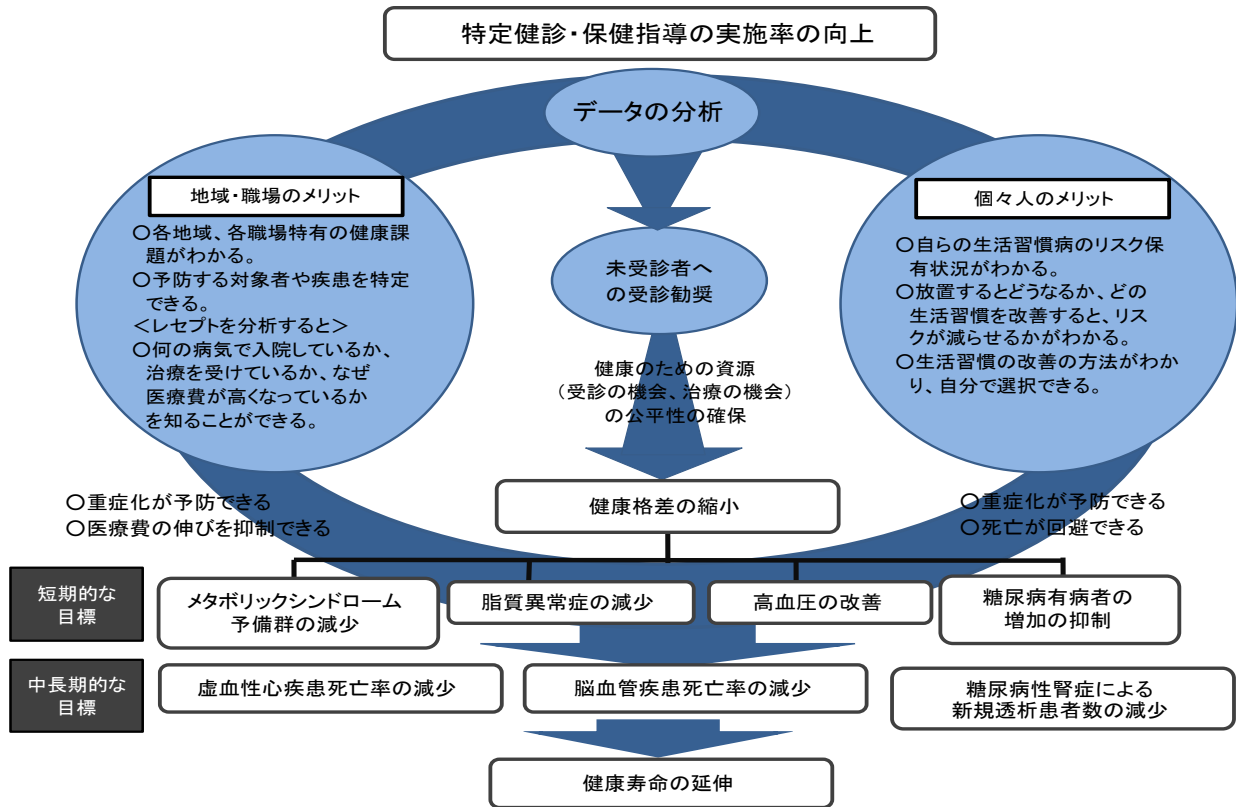 特定健診・保健指導の実施率の向上
データの分析
地域・職場のメリット
〇各地域、各職場特有の健康課
題がわかる。
〇予防する対象者や疾患を特定
できる。
＜レセプトを分析すると＞
〇何の病気で入院しているか、
治療を受けているか、なぜ
医療費が高くなっているか
を知ることができる。
未受診者へ
の受診勧奨
個々人のメリット
〇自らの生活習慣病のリスク保
有状況がわかる。
〇放置するとどうなるか、どの
生活習慣を改善すると、リス
クが減らせるかがわかる。
〇生活習慣の改善の方法がわか
り、自分で選択できる。
健康のための資源
（受診の機会、治療の機会）
の公平性の確保
〇重症化が予防できる
〇医療費の伸びを抑制できる
健康格差の縮小
〇重症化が予防できる
〇死亡が回避できる
短期的な
目標
メタボリックシンドローム
予備群の減少
脂質異常症の減少
高血圧の改善
糖尿病有病者の
増加の抑制
中長期的な
目標
虚血性心疾患死亡率の減少
脳血管疾患死亡率の減少
糖尿病性腎症による
新規透析患者数の減少
健康寿命の延伸